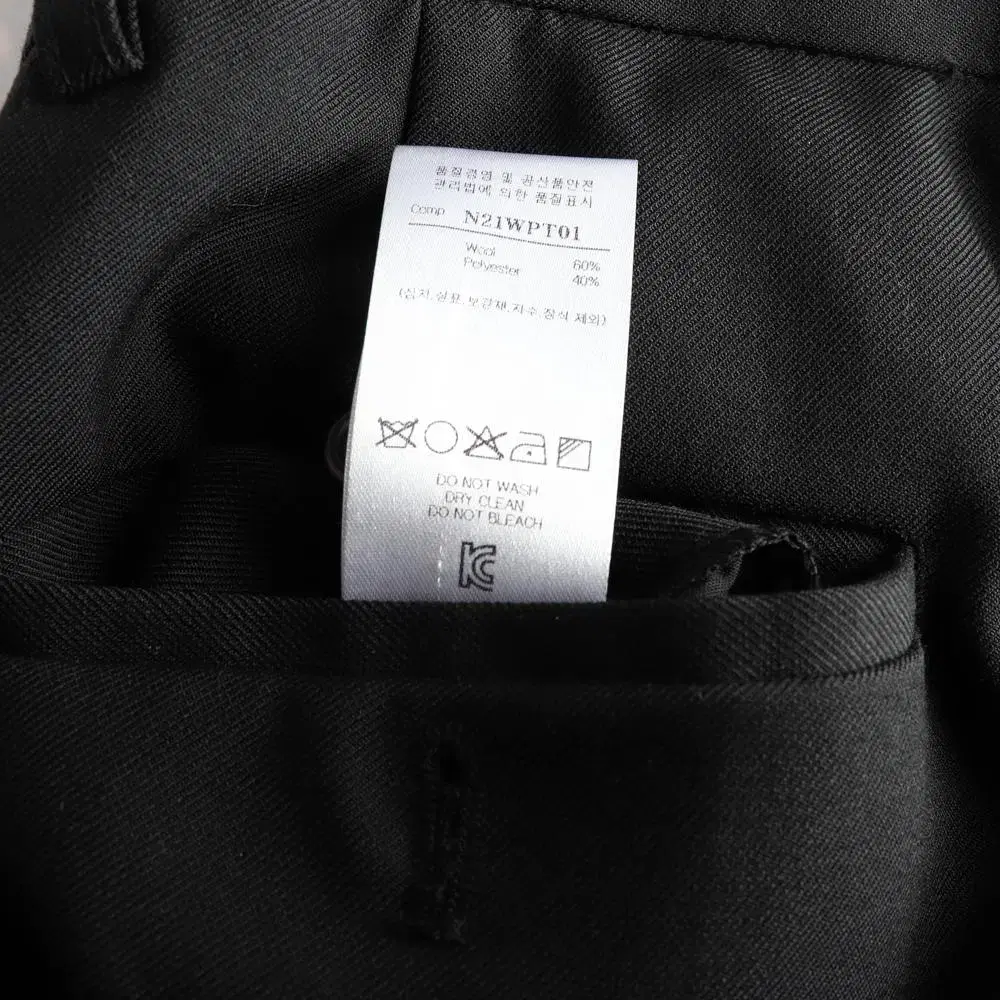 품질경영 및 공산품안전
관리법에 의한 품질표시
Comp N21WPT01
Wool 60%
Polyester 40%
(심지.상표.보강재.자수.장식 제외)
DO NOT WASH
DRY CLEAN
DO NOT BLEACH
KC